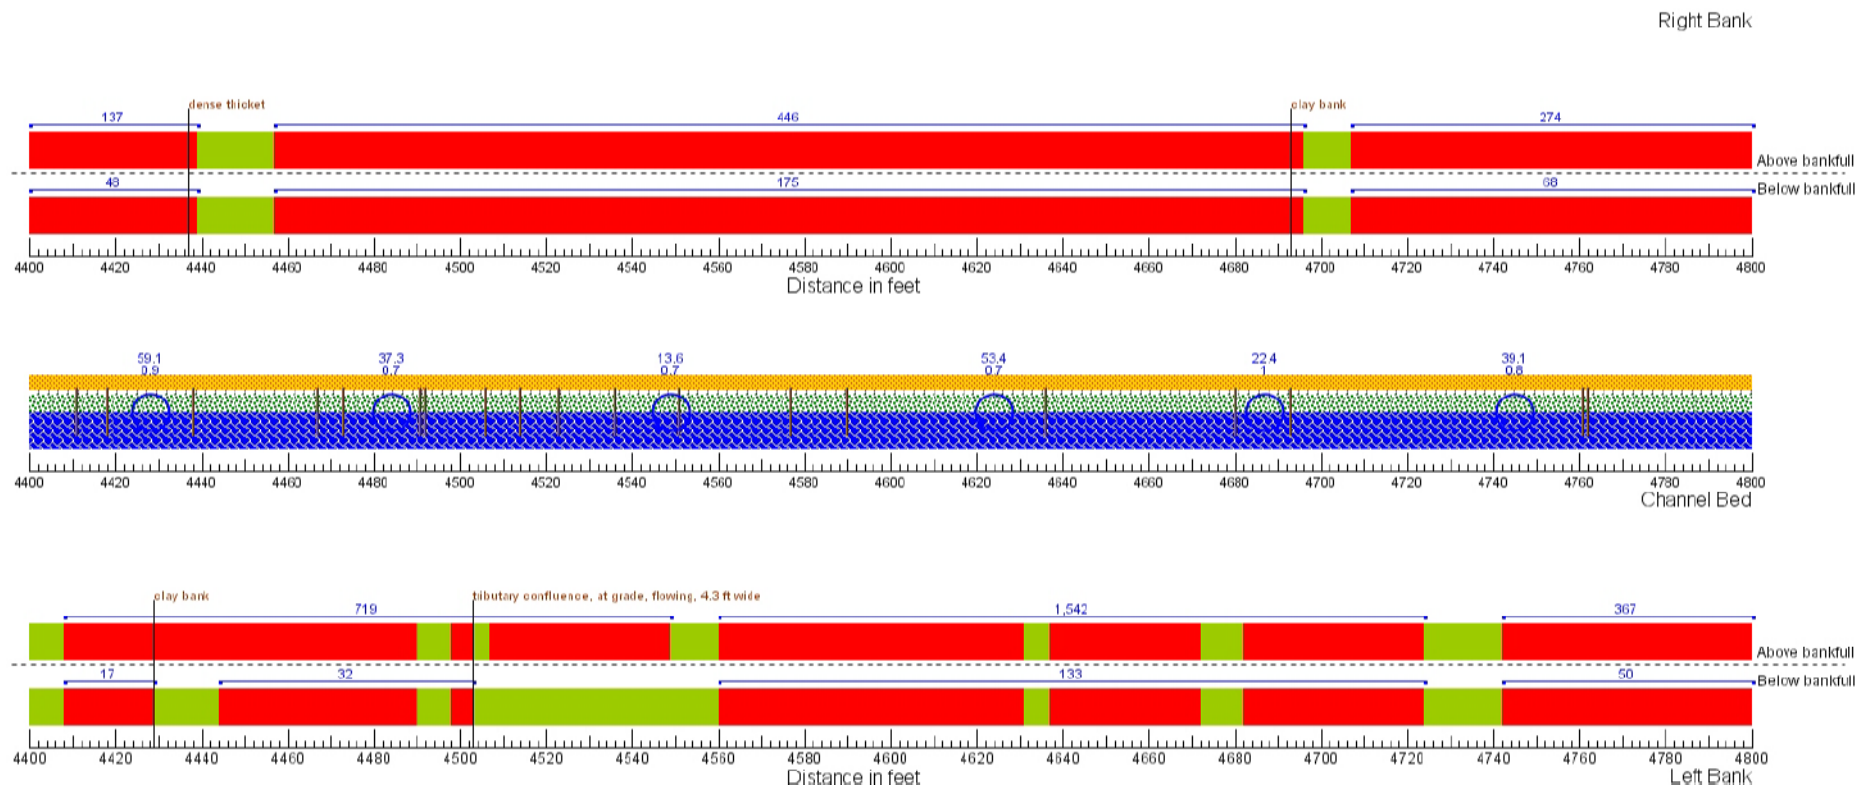 Right Bank
dense thicket
clay bank
137 446 274
Above bankfull
49 175 68
Below bankfull
4400 4420 4440 4460 4480 4500 4520 4540 4560 4580 4600 4620 4640 4660 4680 4700 4720 4740 4760 4780 4800
Distance in feet
59.1 37.3 13.6 53.4 22.4 39.1
0.9 0.7 0.7 0.7 1 0.8
4400 4420 4440 4460 4480 4500 4520 4540 4560 4580 4600 4620 4640 4660 4680 4700 4720 4740 4760 4780 4800
Channel Bed
clay bank
tributary confluence, at grade, flowing, 4.3 ft wide
719 1,542 367
Above bankfull
17 32 133 50
Below bankfull
4400 4420 4440 4460 4480 4500 4520 4540 4560 4580 4600 4620 4640 4660 4680 4700 4720 4740 4760 4780 4800
Distance in feet
Left Bank